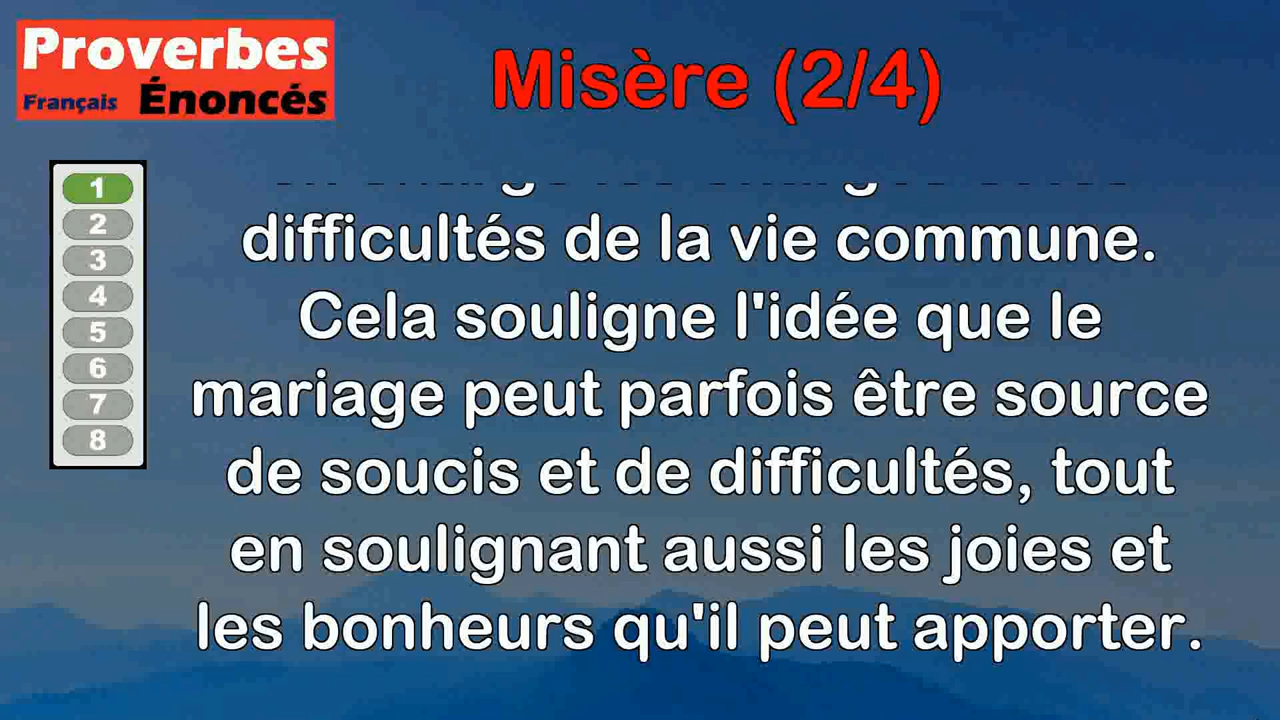 Proverbes
Français Énoncés
Misère (2/4)
1
2
3
4
5
6
7
8
difficultés de la vie commune.
Cela souligne l'idée que le
mariage peut parfois être source
de soucis et de difficultés, tout
en soulignant aussi les joies et
les bonheurs qu'il peut apporter.